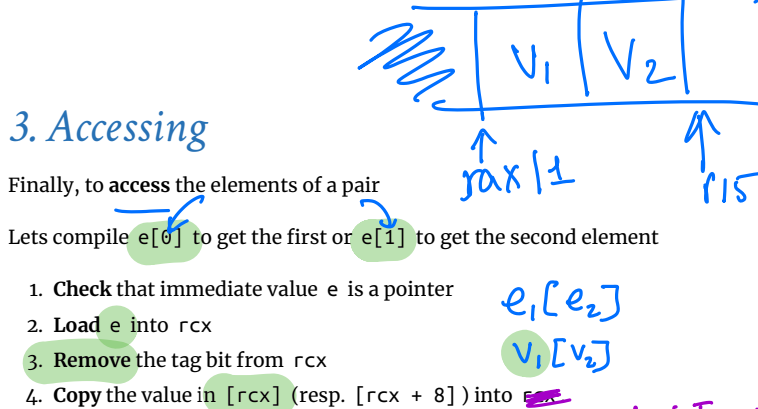 V1 V2
3. Accessing
rax|1
r15
Finally, to access the elements of a pair
Lets compile e[0] to get the first or e[1] to get the second element
1. Check that immediate value e is a pointer
e1[e2]
2. Load e into rcx
3. Remove the tag bit from rcx
v1[v2]
4. Copy the value in [rcx] (resp. [rcx + 8]) into